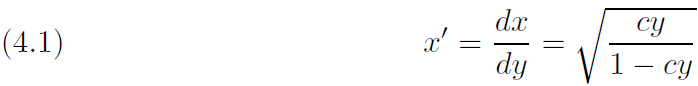 (4.1) x′ = dx/dy = √(cy/(1 − cy))